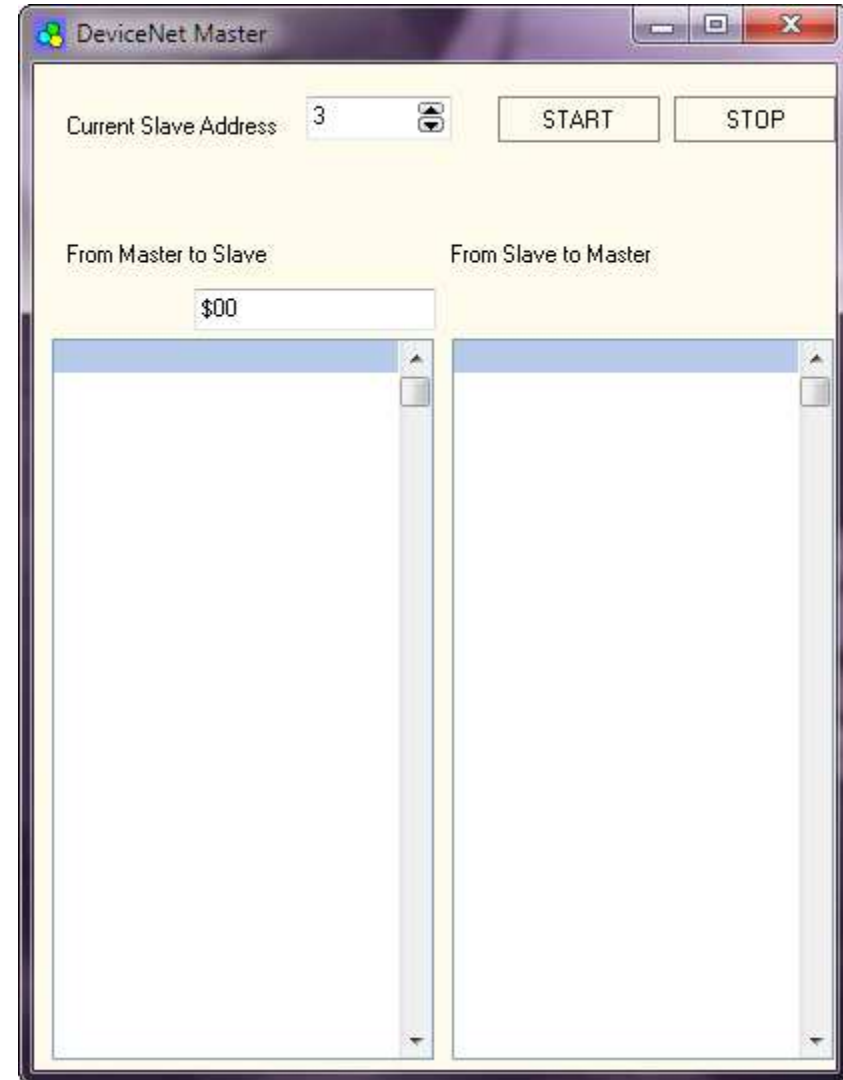 DeviceNet Master
Current Slave Address 3 START STOP
From Master to Slave From Slave to Master
$00